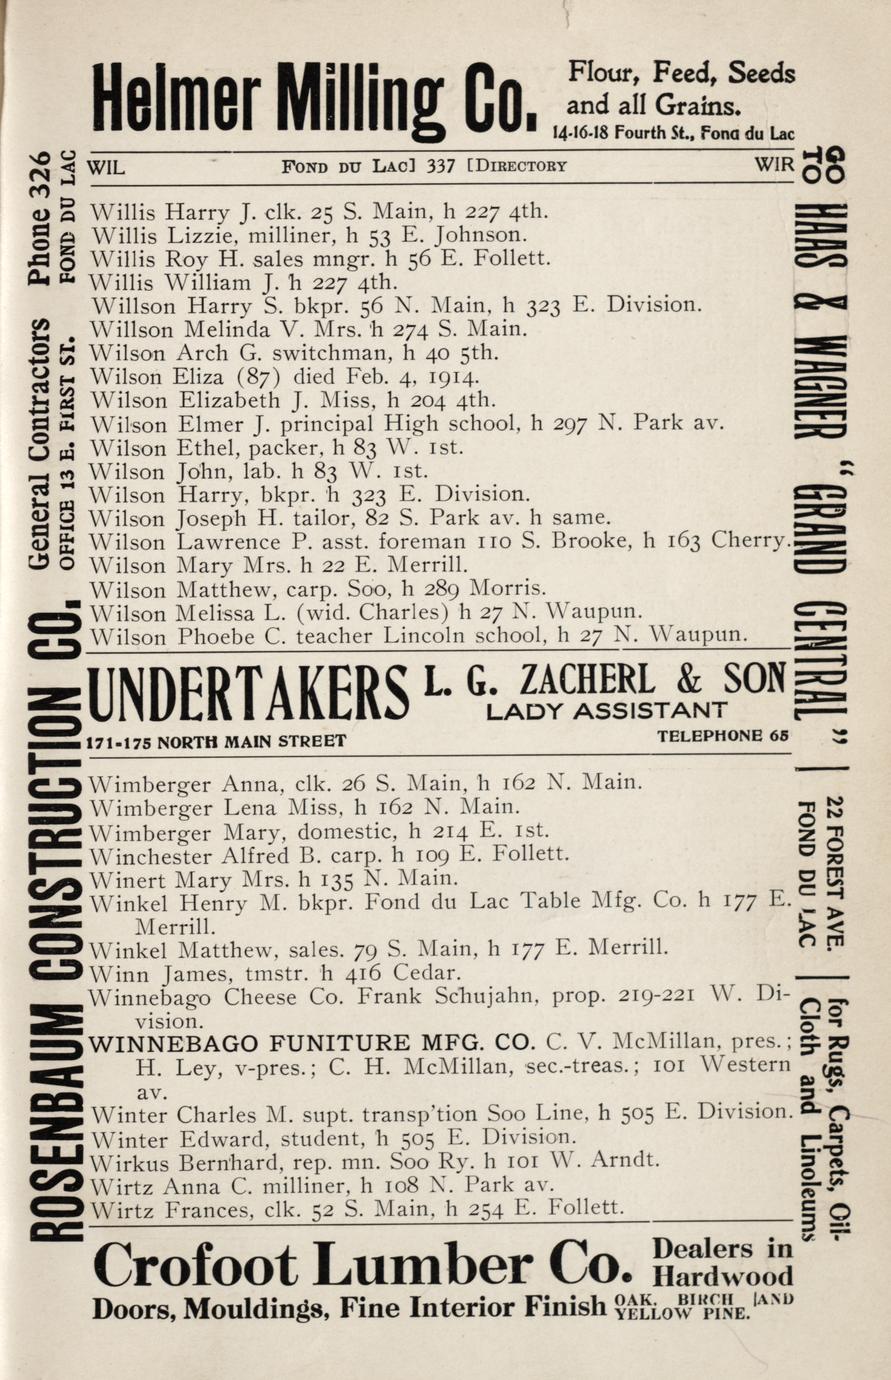 Helmer Milling Co.
Flour, Feed, Seeds
and all Grains.
14-16-18 Fourth St., Fond du Lac
WIL FOND DU LAC] 337 [DIRECTORY WIR
Willis Harry J. clk. 25 S. Main, h 227 4th.
Willis Lizzie, milliner, h 53 E. Johnson.
Willis Roy H. sales mngr. h 56 E. Follett.
Willis William J. h 227 4th.
Willson Harry S. bkpr. 56 N. Main, h 323 E. Division.
Willson Melinda V. Mrs. h 274 S. Main.
Wilson Arch G. switchman, h 40 5th.
Wilson Eliza (87) died Feb. 4, 1914.
Wilson Elizabeth J. Miss, h 204 4th.
Wilson Elmer J. principal High school, h 297 N. Park av.
Wilson Ethel, packer, h 83 W. 1st.
Wilson John, lab. h 83 W. 1st.
Wilson Harry, bkpr. h 323 E. Division.
Wilson Joseph H. tailor, 82 S. Park av. h same.
Wilson Lawrence P. asst. foreman 110 S. Brooke, h 163 Cherry.
Wilson Mary Mrs. h 22 E. Merrill.
Wilson Matthew, carp. Soo, h 289 Morris.
Wilson Melissa L. (wid. Charles) h 27 N. Waupun.
Wilson Phoebe C. teacher Lincoln school, h 27 N. Waupun.
UNDERTAKERS L. G. ZACHERL & SON
LADY ASSISTANT
171-175 NORTH MAIN STREET TELEPHONE 65
Wimberger Anna, clk. 26 S. Main, h 162 N. Main.
Wimberger Lena Miss, h 162 N. Main.
Wimberger Mary, domestic, h 214 E. 1st.
Winchester Alfred B. carp. h 109 E. Follett.
Winert Mary Mrs. h 135 N. Main.
Winkel Henry M. bkpr. Fond du Lac Table Mfg. Co. h 177 E.
Merrill.
Winkel Matthew, sales. 79 S. Main, h 177 E. Merrill.
Winn James, tmstr. h 416 Cedar.
Winnebago Cheese Co. Frank Schujahn, prop. 219-221 W. Di-
vision.
WINNEBAGO FUNITURE MFG. CO. C. V. McMillan, pres.;
H. Ley, v-pres.; C. H. McMillan, sec.-treas.; 101 Western
av.
Winter Charles M. supt. transp'tion Soo Line, h 505 E. Division.
Winter Edward, student, h 505 E. Division.
Wirkus Bernhard, rep. mn. Soo Ry. h 101 W. Arndt.
Wirtz Anna C. milliner, h 108 N. Park av.
Wirtz Frances, clk. 52 S. Main, h 254 E. Follett.
Crofoot Lumber Co. Dealers in
Hardwood
Doors, Mouldings, Fine Interior Finish OAK. BIRCH AND
YELLOW PINE.
ROSENBAUM CONSTRUCTION CO. General Contractors Phone 326
OFFICE 13 E. FIRST ST. FOND DU LAC
GO
TO HAAS & WAGNER "GRAND CENTRAL"
22 FOREST AVE.
FOND DU LAC
for Rugs, Carpets, Oil-
Cloth and Linoleums